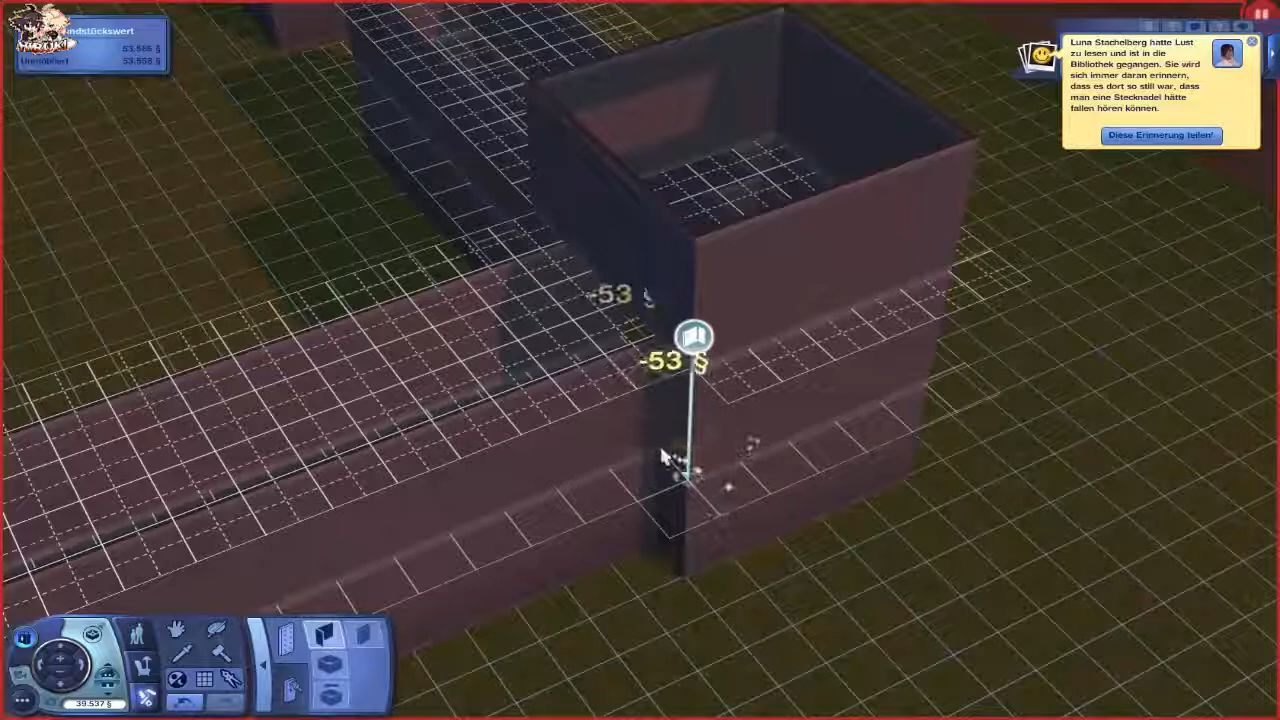 ndstückswert
53.586 §
Unmöbliert
53.558 §
Luna Stachelberg hatte Lust
zu lesen und ist in die
Bibliothek gegangen. Sie wird
sich immer daran erinnern,
dass es dort so still war, dass
man eine Stecknadel hätte
fallen hören können.
Diese Erinnerung teilen!
-53 §
-53 §
39.537 §